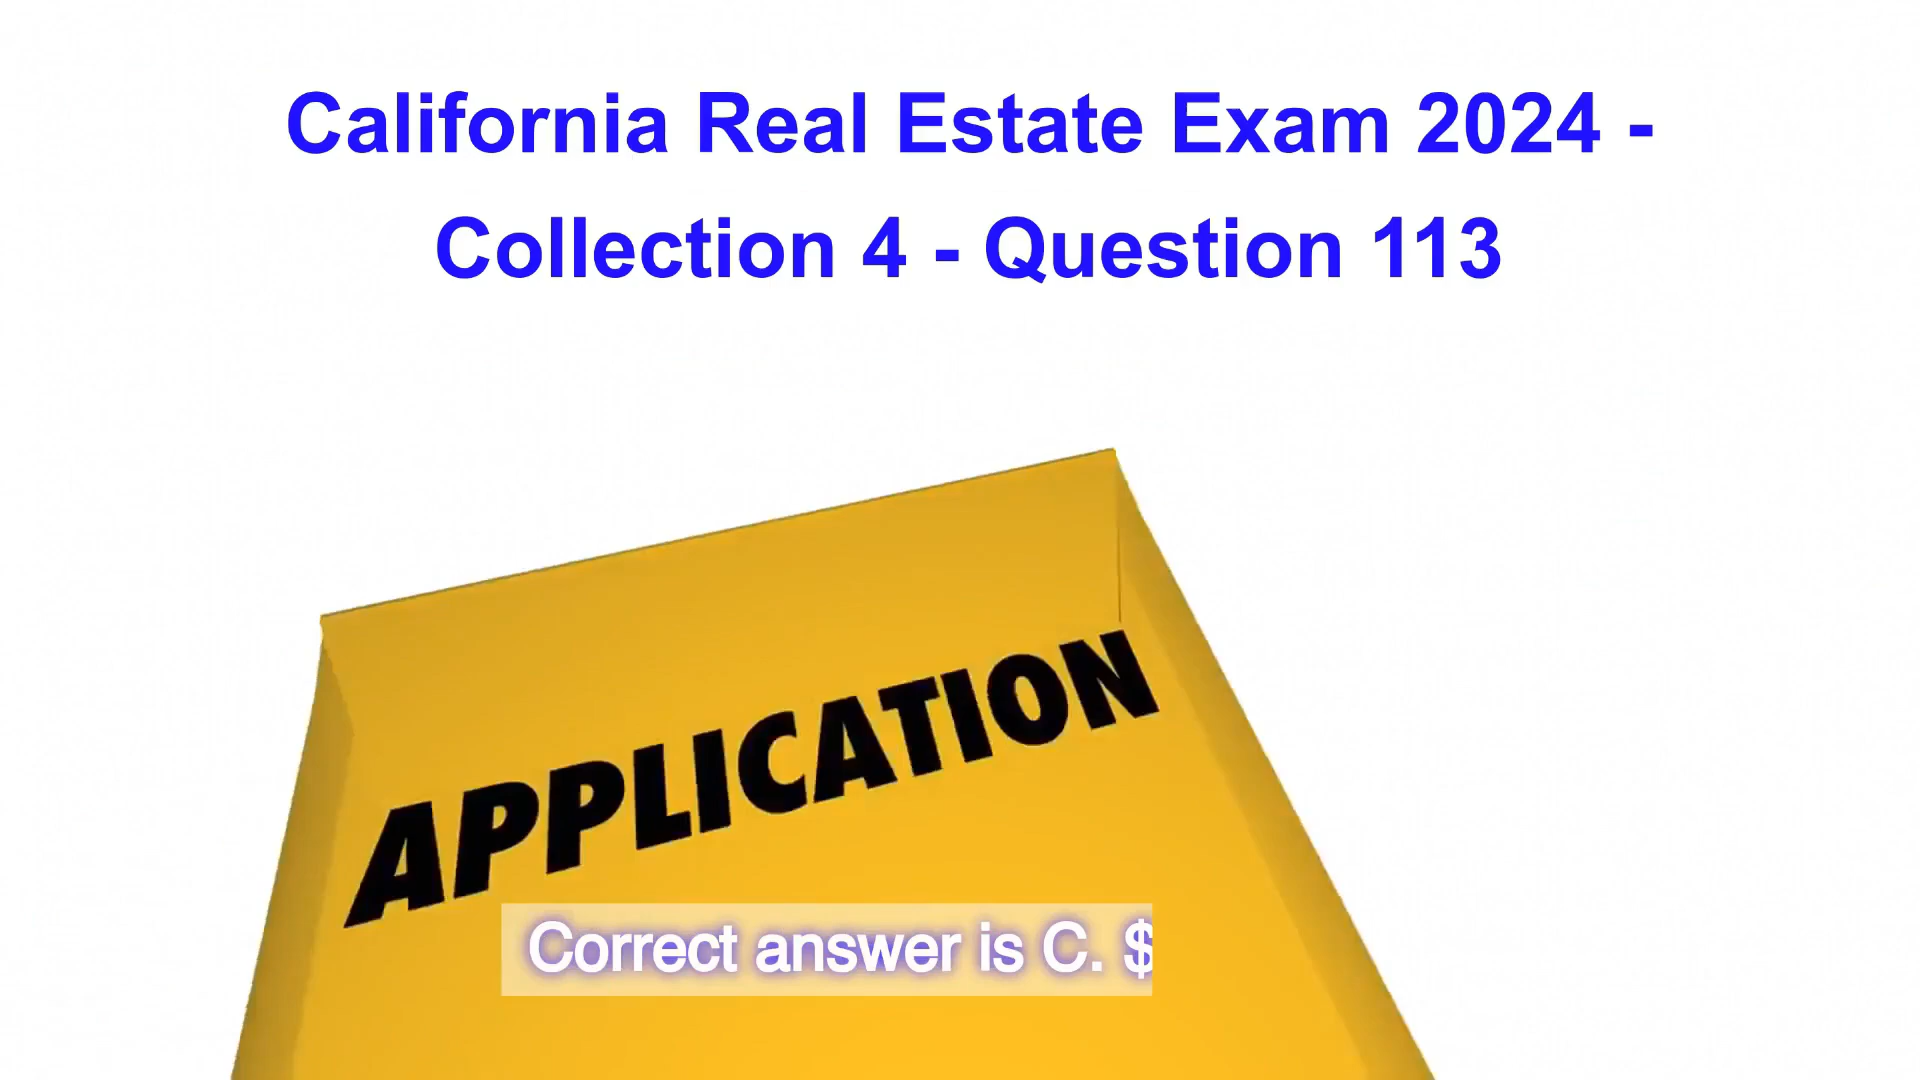 California Real Estate Exam 2024 -
Collection 4 - Question 113
APPLICATION
Correct answer is C. $